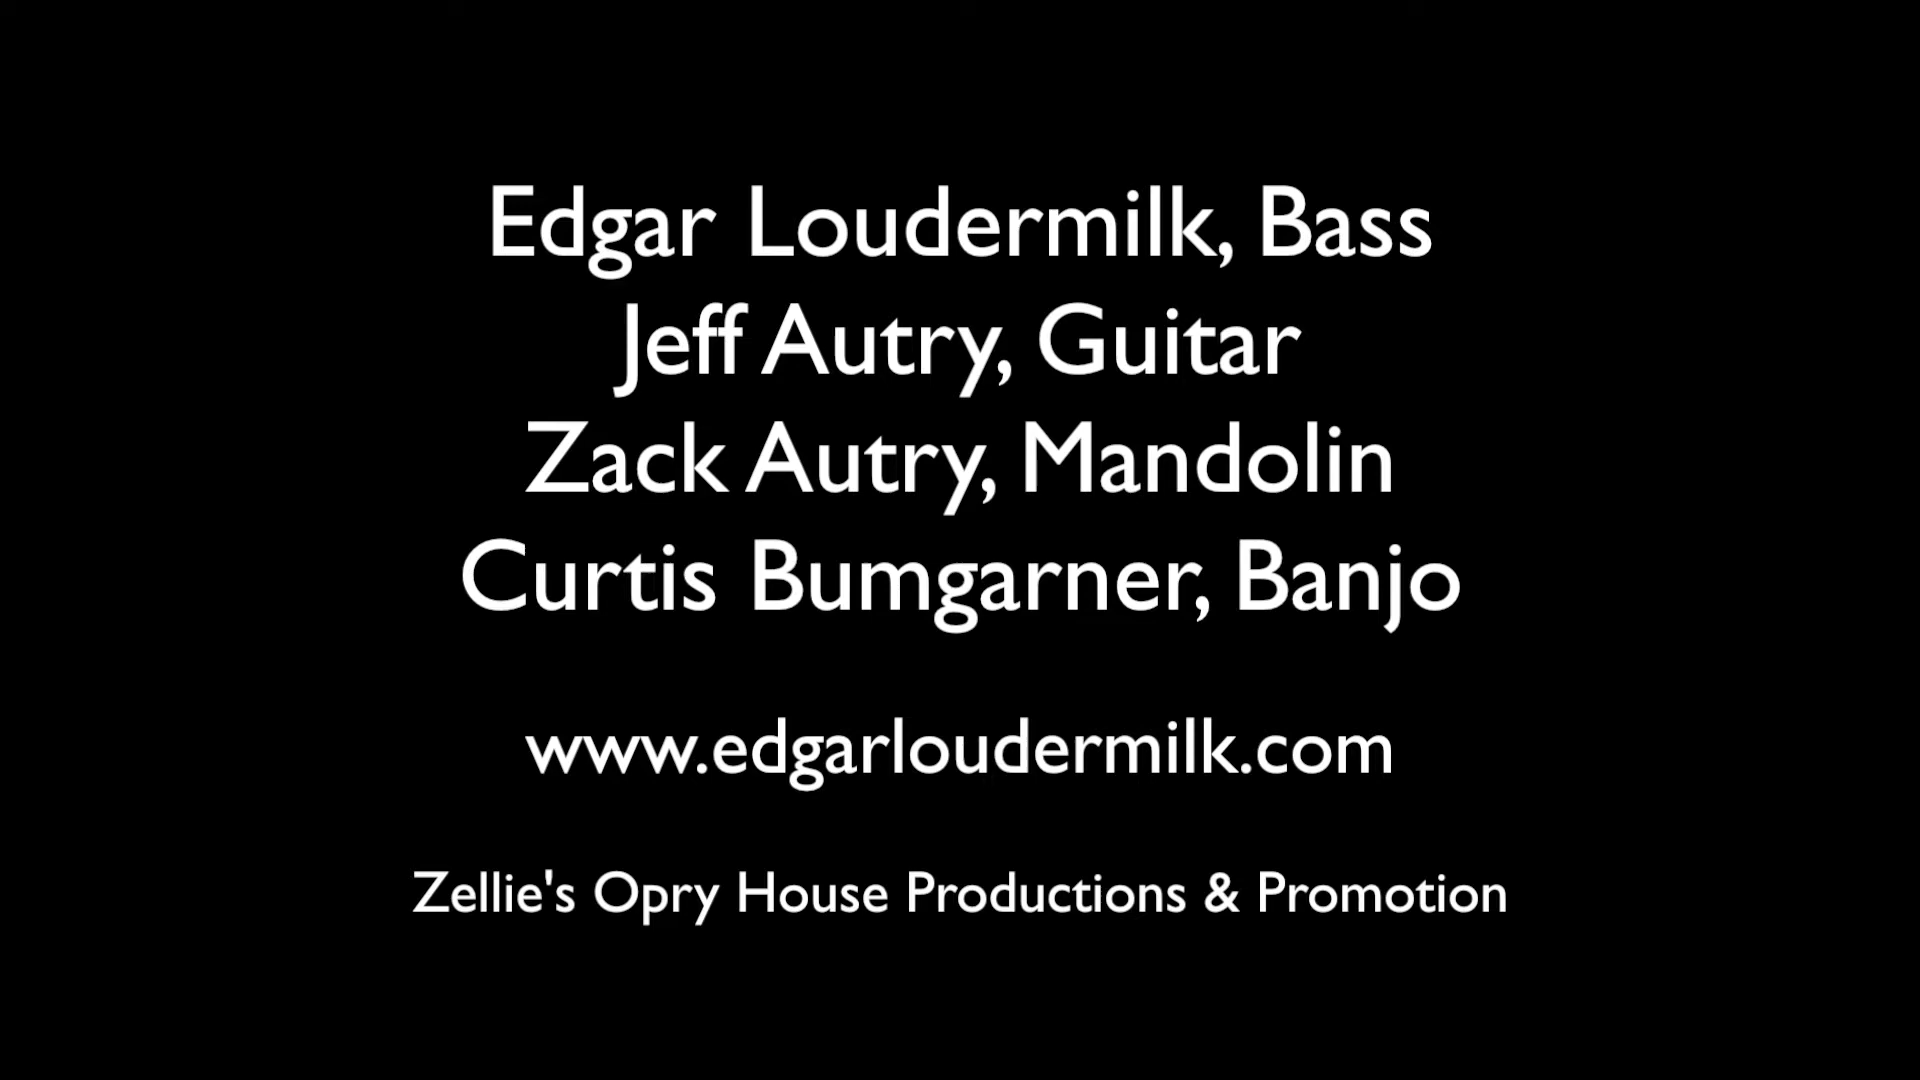 Edgar Loudermilk, Bass
Jeff Autry, Guitar
Zack Autry, Mandolin
Curtis Bumgarner, Banjo
www.edgarloudermilk.com
Zellie's Opry House Productions & Promotion